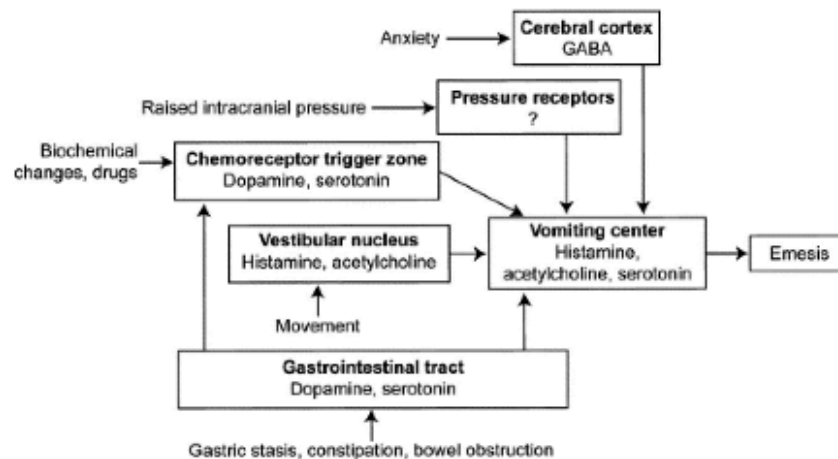 Cerebral cortex
Anxiety
GABA
Pressure receptors
Raised intracranial pressure
?
Biochemical
changes, drugs
Chemoreceptor trigger zone
Dopamine, serotonin
Vestibular nucleus
Histamine, acetylcholine
Vomiting center
Histamine,
acetylcholine, serotonin
Emesis
Movement
Gastrointestinal tract
Dopamine, serotonin
Gastric stasis, constipation, bowel obstruction